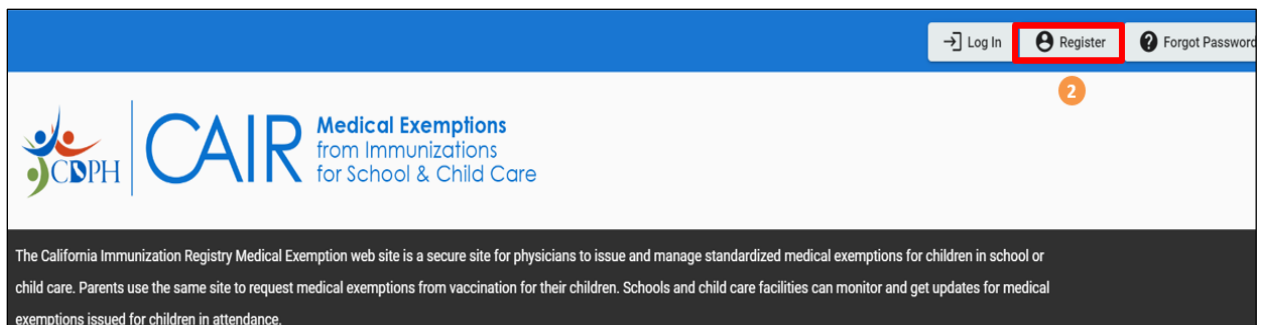 Log In Register Forgot Password
2
CDPH CAIR Medical Exemptions
from Immunizations
for School & Child Care
The California Immunization Registry Medical Exemption web site is a secure site for physicians to issue and manage standardized medical exemptions for children in school or
child care. Parents use the same site to request medical exemptions from vaccination for their children. Schools and child care facilities can monitor and get updates for medical
exemptions issued for children in attendance.